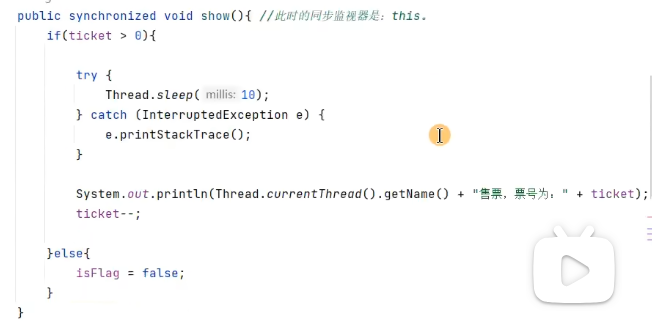 public synchronized void show(){ //此时的同步监视器是：this。
if(ticket > 0){
try {
Thread.sleep( millis: 10);
} catch (InterruptedException e) {
e.printStackTrace();
}
System.out.println(Thread.currentThread().getName() + "售票，票号为：" + ticket);
ticket--;
}else{
isFlag = false;
}
}